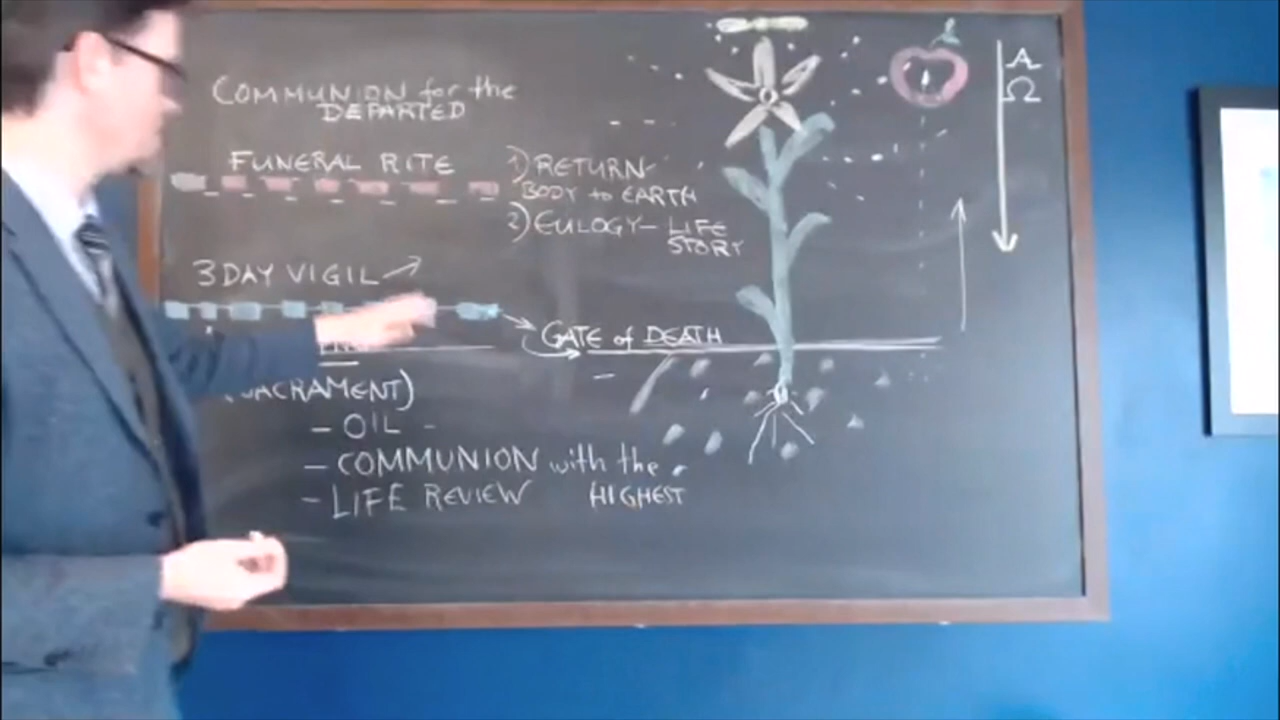 COMMUNION for the
DEPARTED
FUNERAL RITE
1) RETURN-
BODY to EARTH
2) EULOGY— LIFE
STORY
3 DAY VIGIL
GATE of DEATH
(SACRAMENT)
- OIL -
- COMMUNION with the
HIGHEST
- LIFE REVIEW
A
Ω